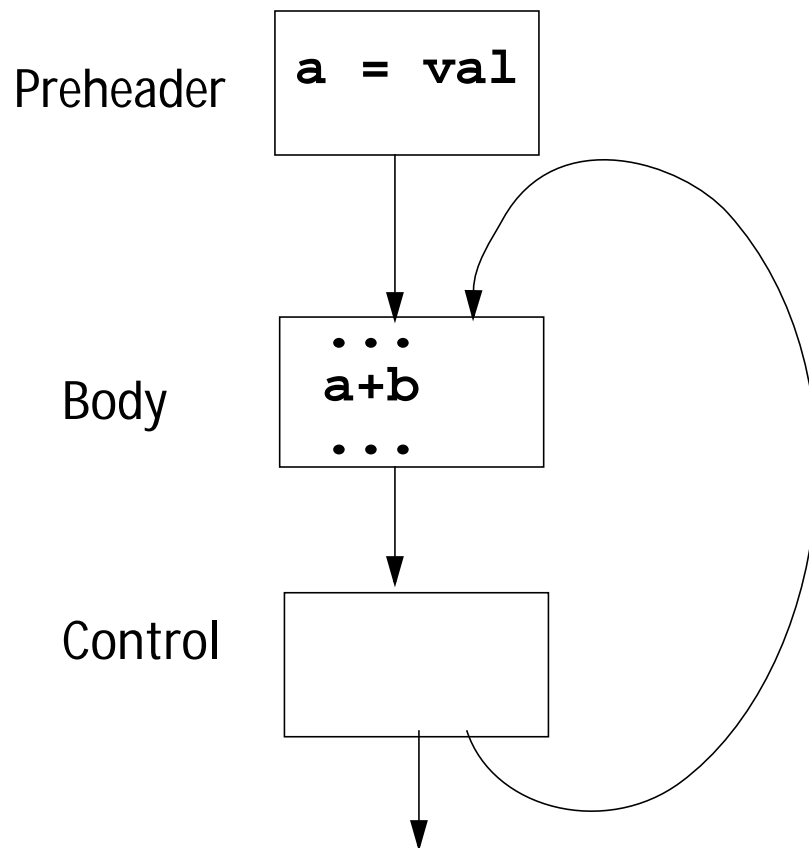 Preheader
a = val
Body
...
a+b
...
Control